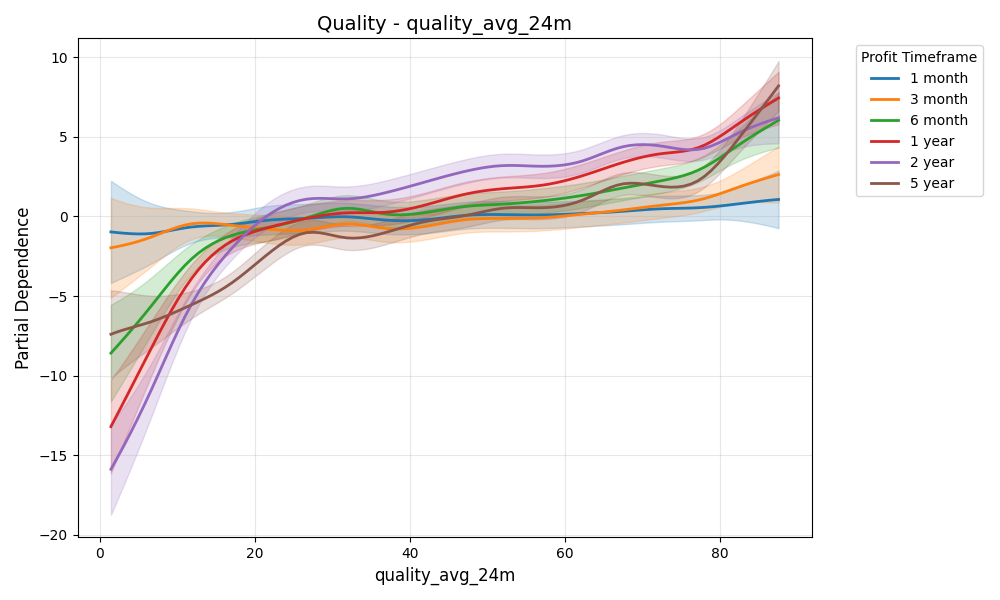 Quality - quality_avg_24m
Profit Timeframe
1 month
3 month
6 month
1 year
2 year
5 year
Partial Dependence
10
5
0
−5
−10
−15
−20
0 20 40 60 80
quality_avg_24m